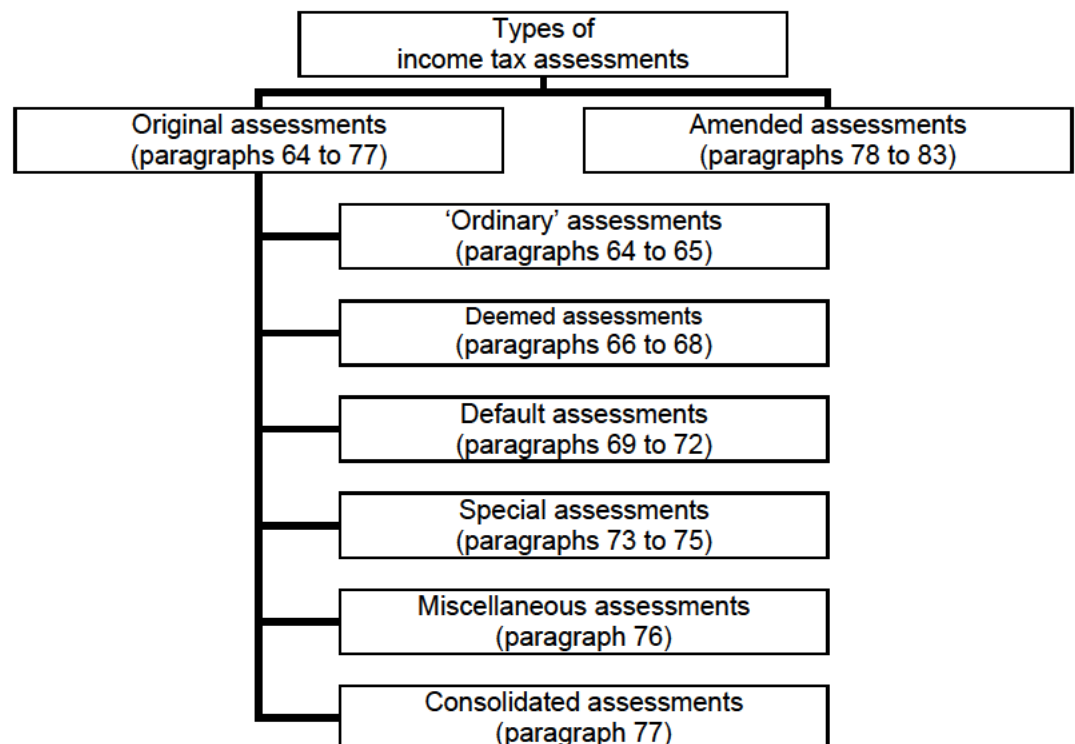 Types of
income tax assessments
Original assessments
(paragraphs 64 to 77)
Amended assessments
(paragraphs 78 to 83)
‘Ordinary’ assessments
(paragraphs 64 to 65)
Deemed assessments
(paragraphs 66 to 68)
Default assessments
(paragraphs 69 to 72)
Special assessments
(paragraphs 73 to 75)
Miscellaneous assessments
(paragraph 76)
Consolidated assessments
(paragraph 77)